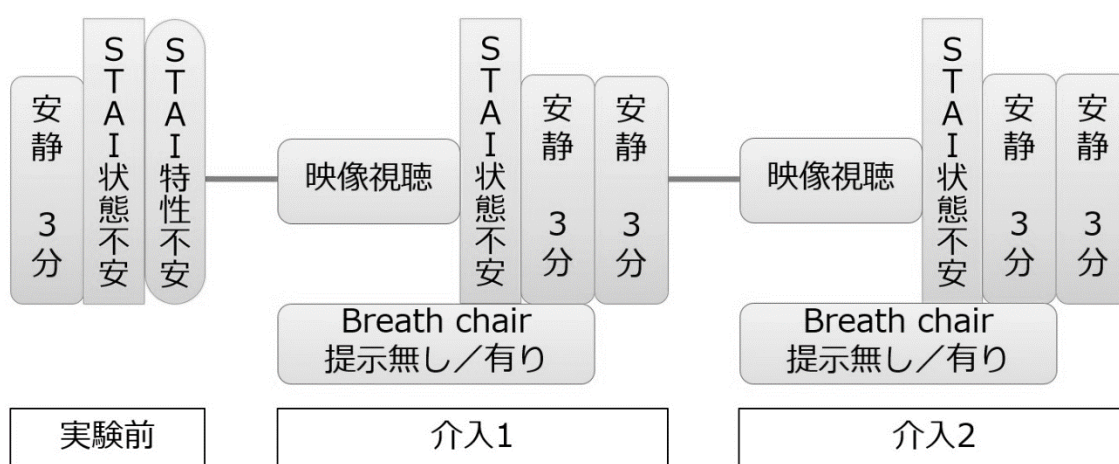 安静 3分
STAI状態不安
STAI特性不安
映像視聴
STAI状態不安
安静 3分
安静 3分
Breath chair
提示無し／有り
映像視聴
STAI状態不安
安静 3分
安静 3分
Breath chair
提示無し／有り
実験前
介入1
介入2